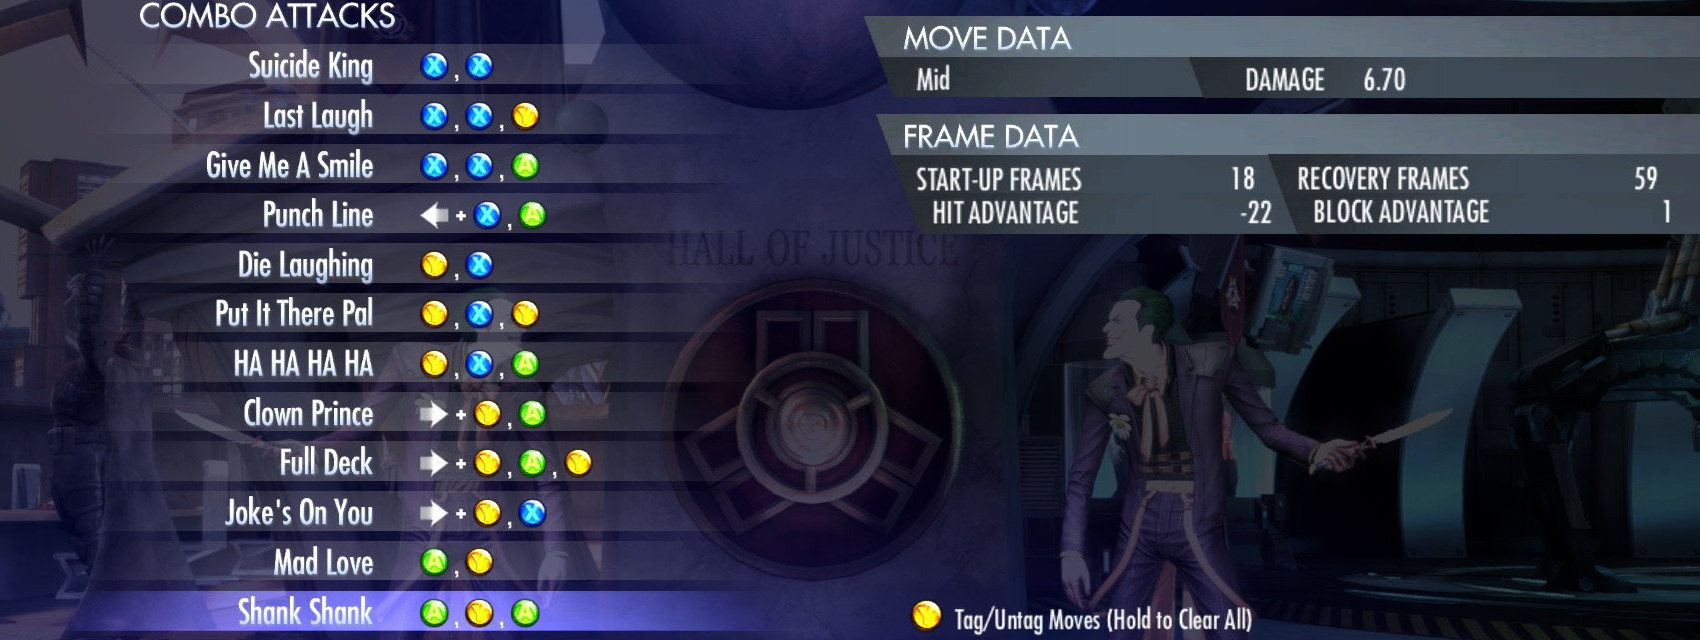 COMBO ATTACKS
Suicide King X , X
Last Laugh X , X , Y
Give Me A Smile X , X , A
Punch Line + X , A
Die Laughing Y , X
Put It There Pal Y , X , Y
HA HA HA HA Y , X , A
Clown Prince + Y , A
Full Deck + Y , A , Y
Joke's On You + Y , X
Mad Love A , Y
Shank Shank A , Y , A
MOVE DATA
Mid DAMAGE 6.70
FRAME DATA
START-UP FRAMES 18 RECOVERY FRAMES 59
HIT ADVANTAGE -22 BLOCK ADVANTAGE 1
HALL OF JUSTICE
Y Tag/Untag Moves (Hold to Clear All)